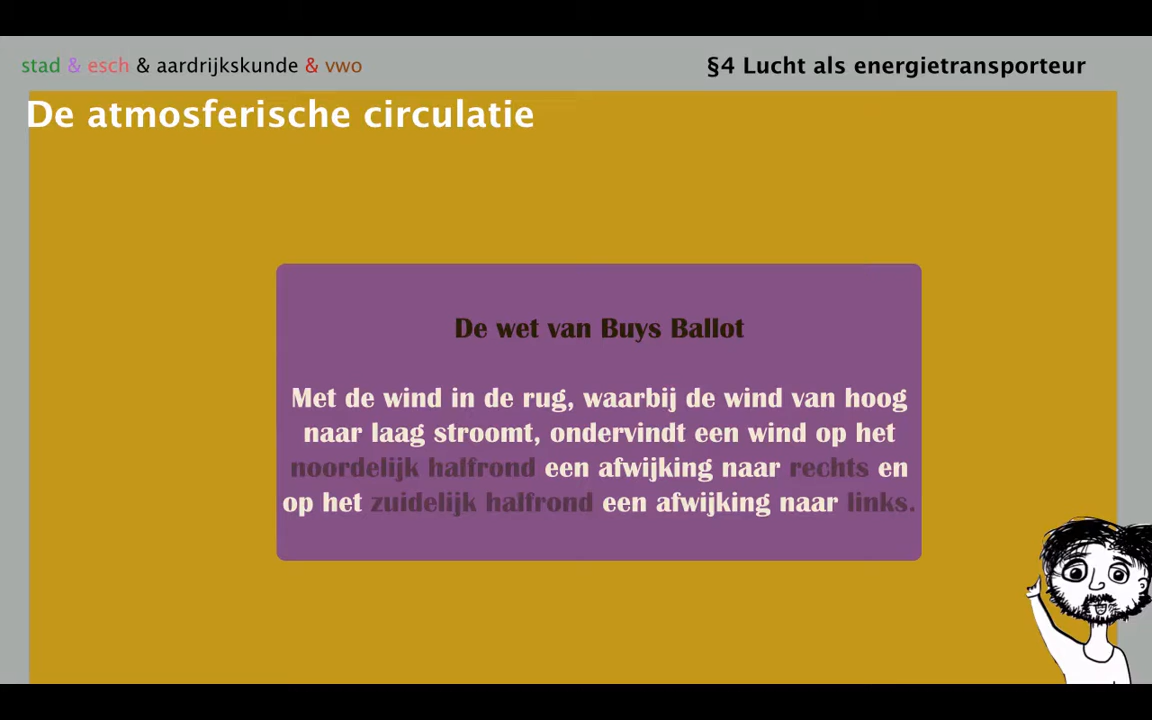 stad & esch & aardrijkskunde & vwo
§4 Lucht als energietransporteur
De atmosferische circulatie
De wet van Buys Ballot
Met de wind in de rug, waarbij de wind van hoog
naar laag stroomt, ondervindt een wind op het
noordelijk halfrond een afwijking naar rechts en
op het zuidelijk halfrond een afwijking naar links.